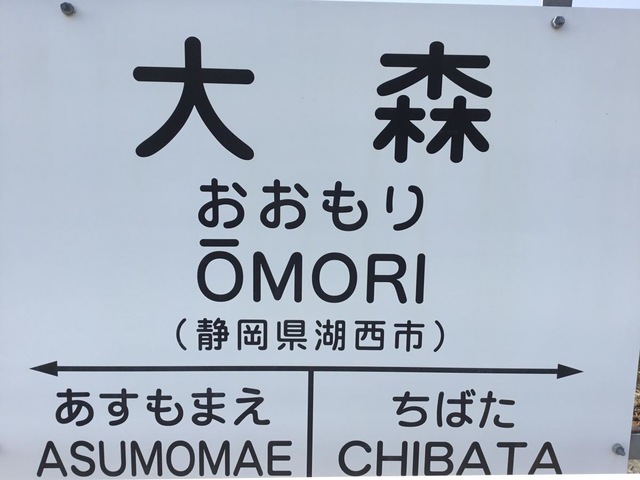 大森
おおもり
ŌMORI
(静岡県湖西市)
あすもまえ ちばた
ASUMOMAE CHIBATA